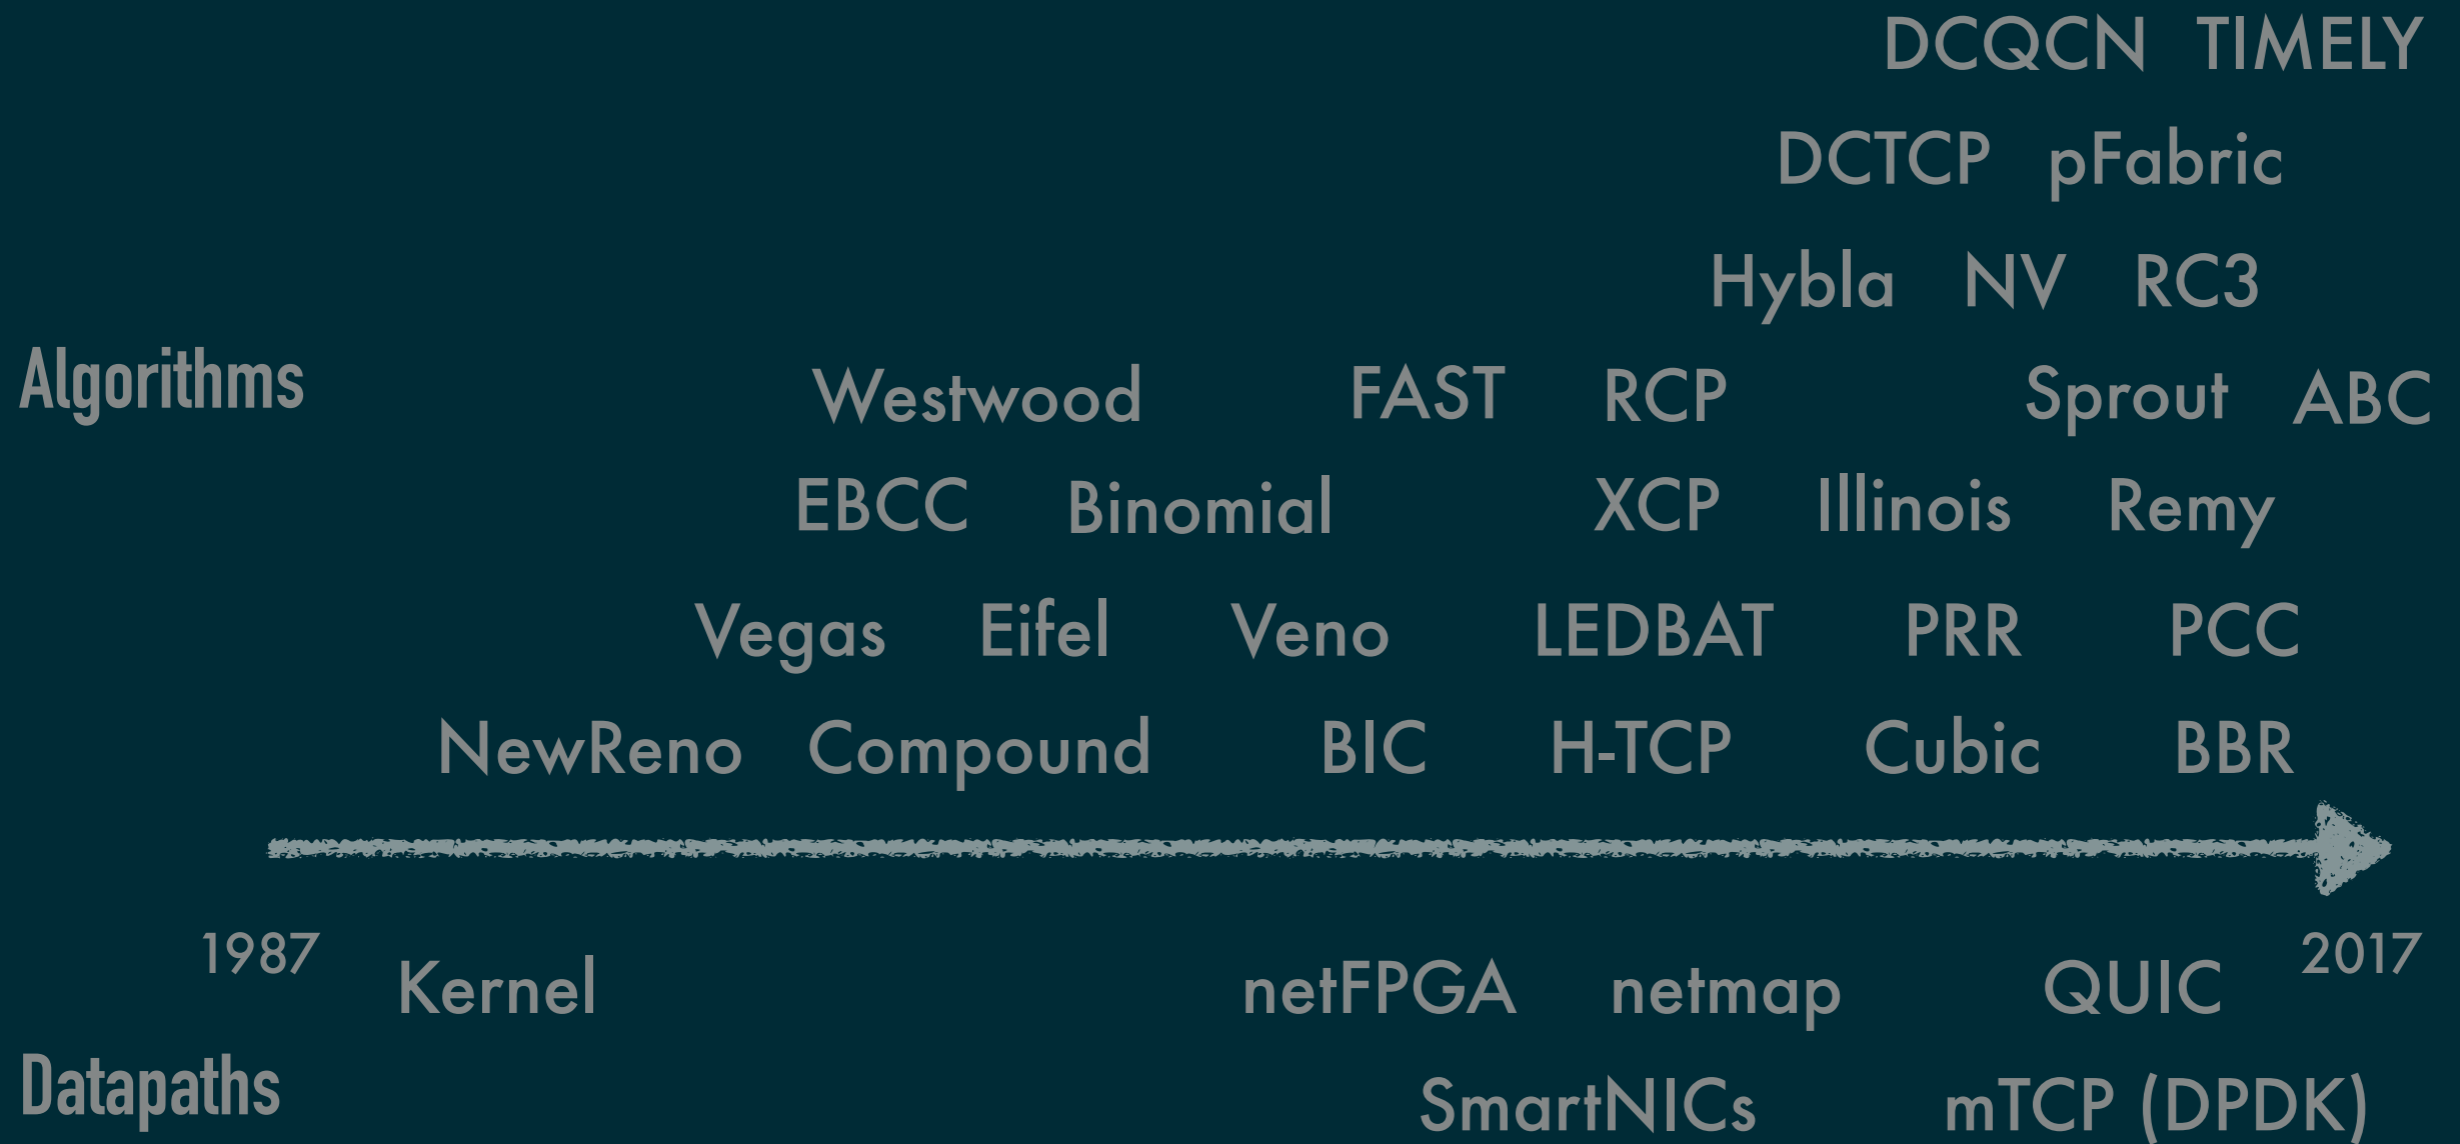 DCQCN TIMELY
DCTCP pFabric
Hybla NV RC3
Algorithms
Westwood FAST RCP Sprout ABC
EBCC Binomial XCP Illinois Remy
Vegas Eifel Veno LEDBAT PRR PCC
NewReno Compound BIC H-TCP Cubic BBR
1987 2017
Kernel netFPGA netmap QUIC
Datapaths
SmartNICs mTCP (DPDK)